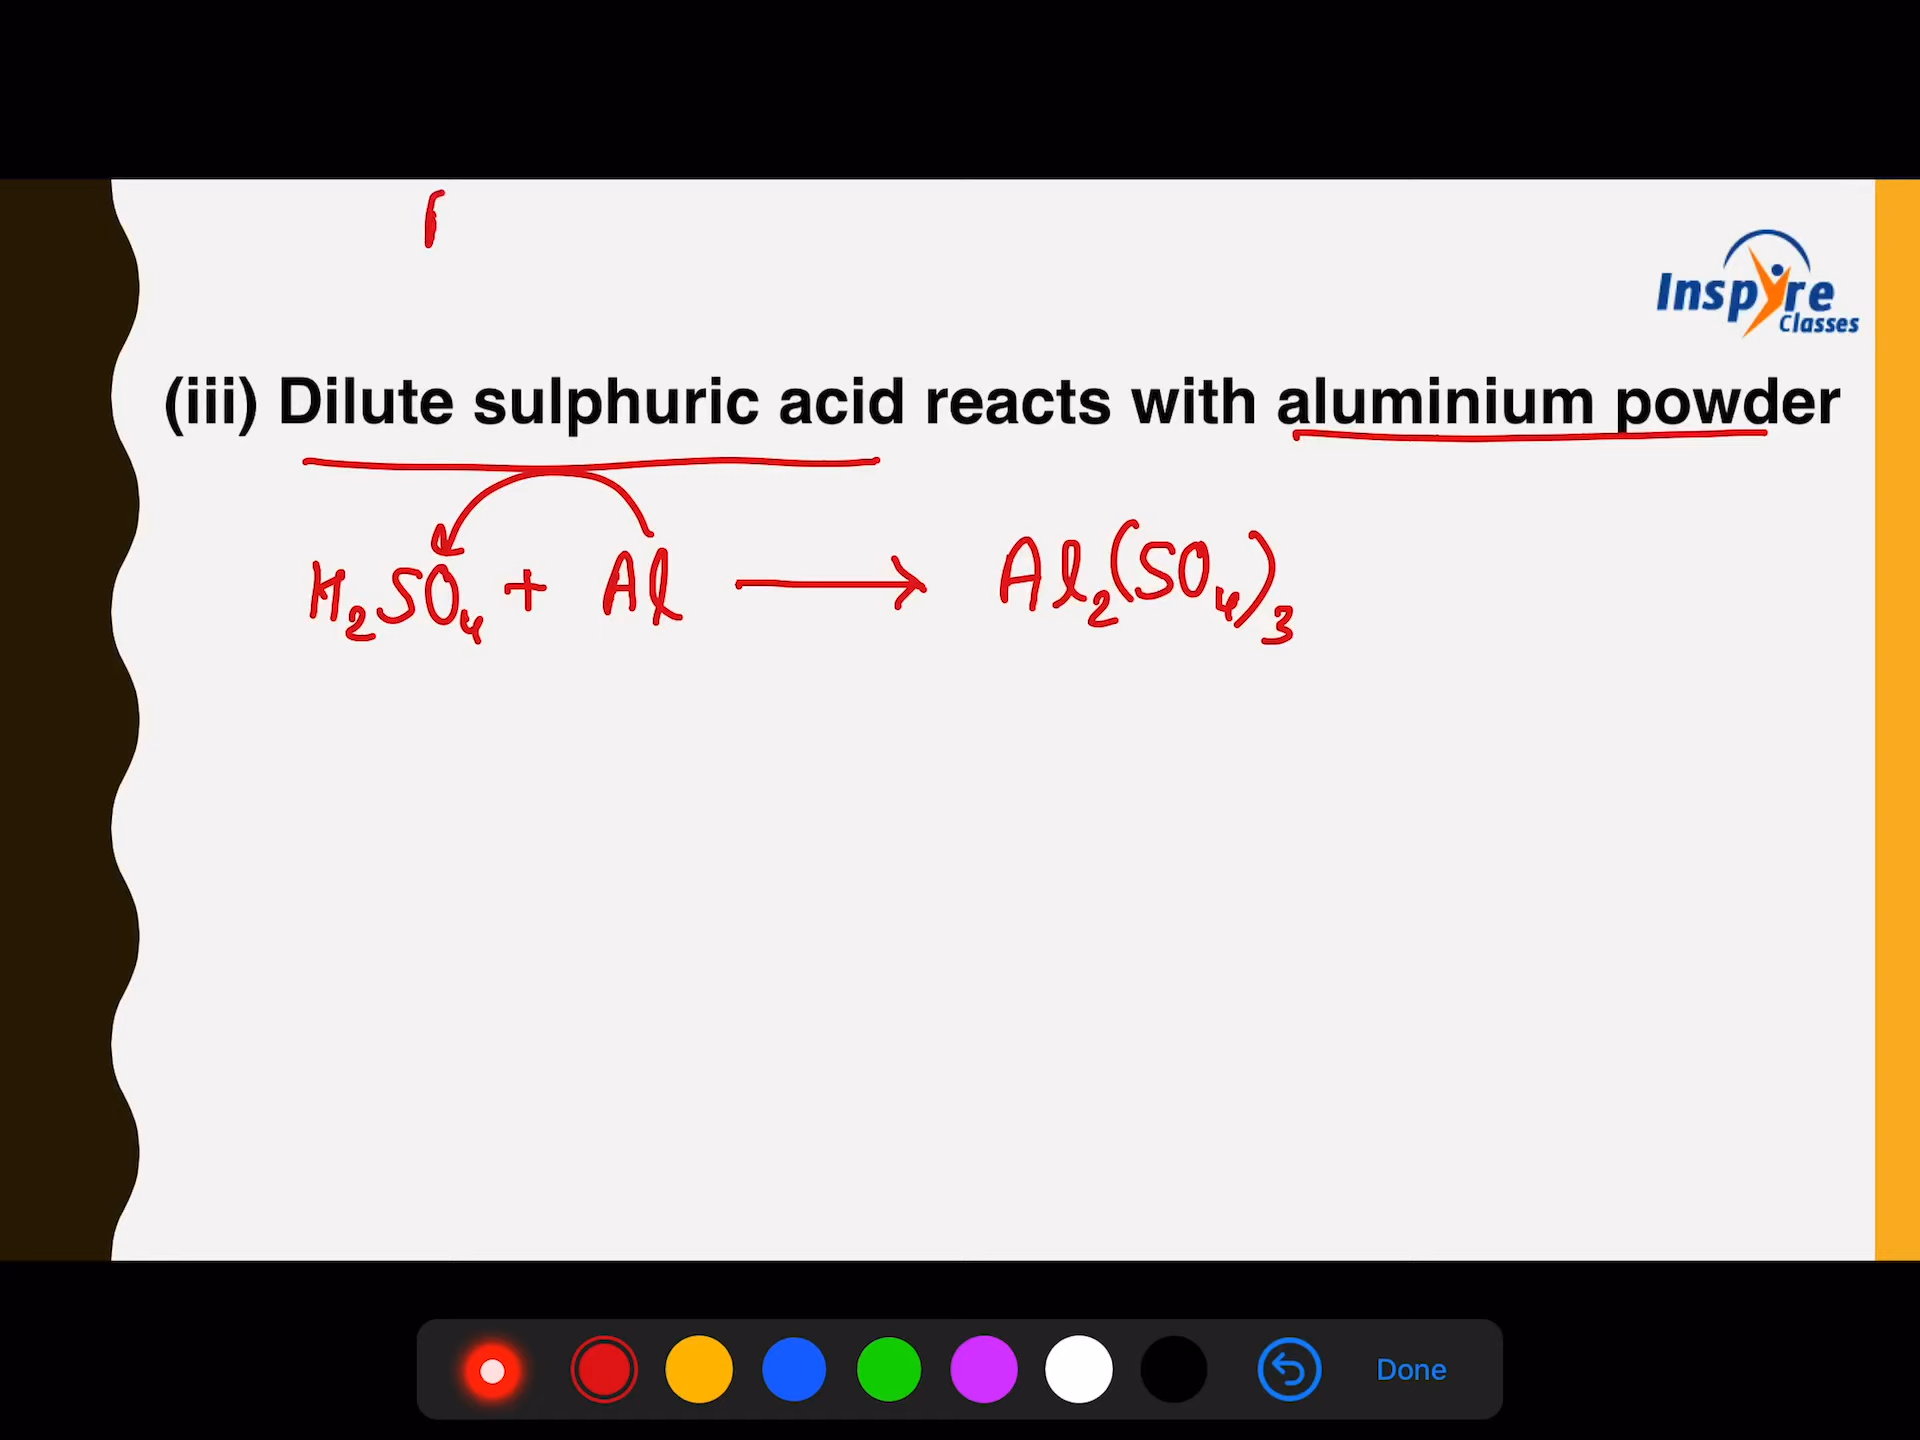 Inspyre
Classes
(iii) Dilute sulphuric acid reacts with aluminium powder
H₂SO₄ + Al ⟶ Al₂(SO₄)₃
Done